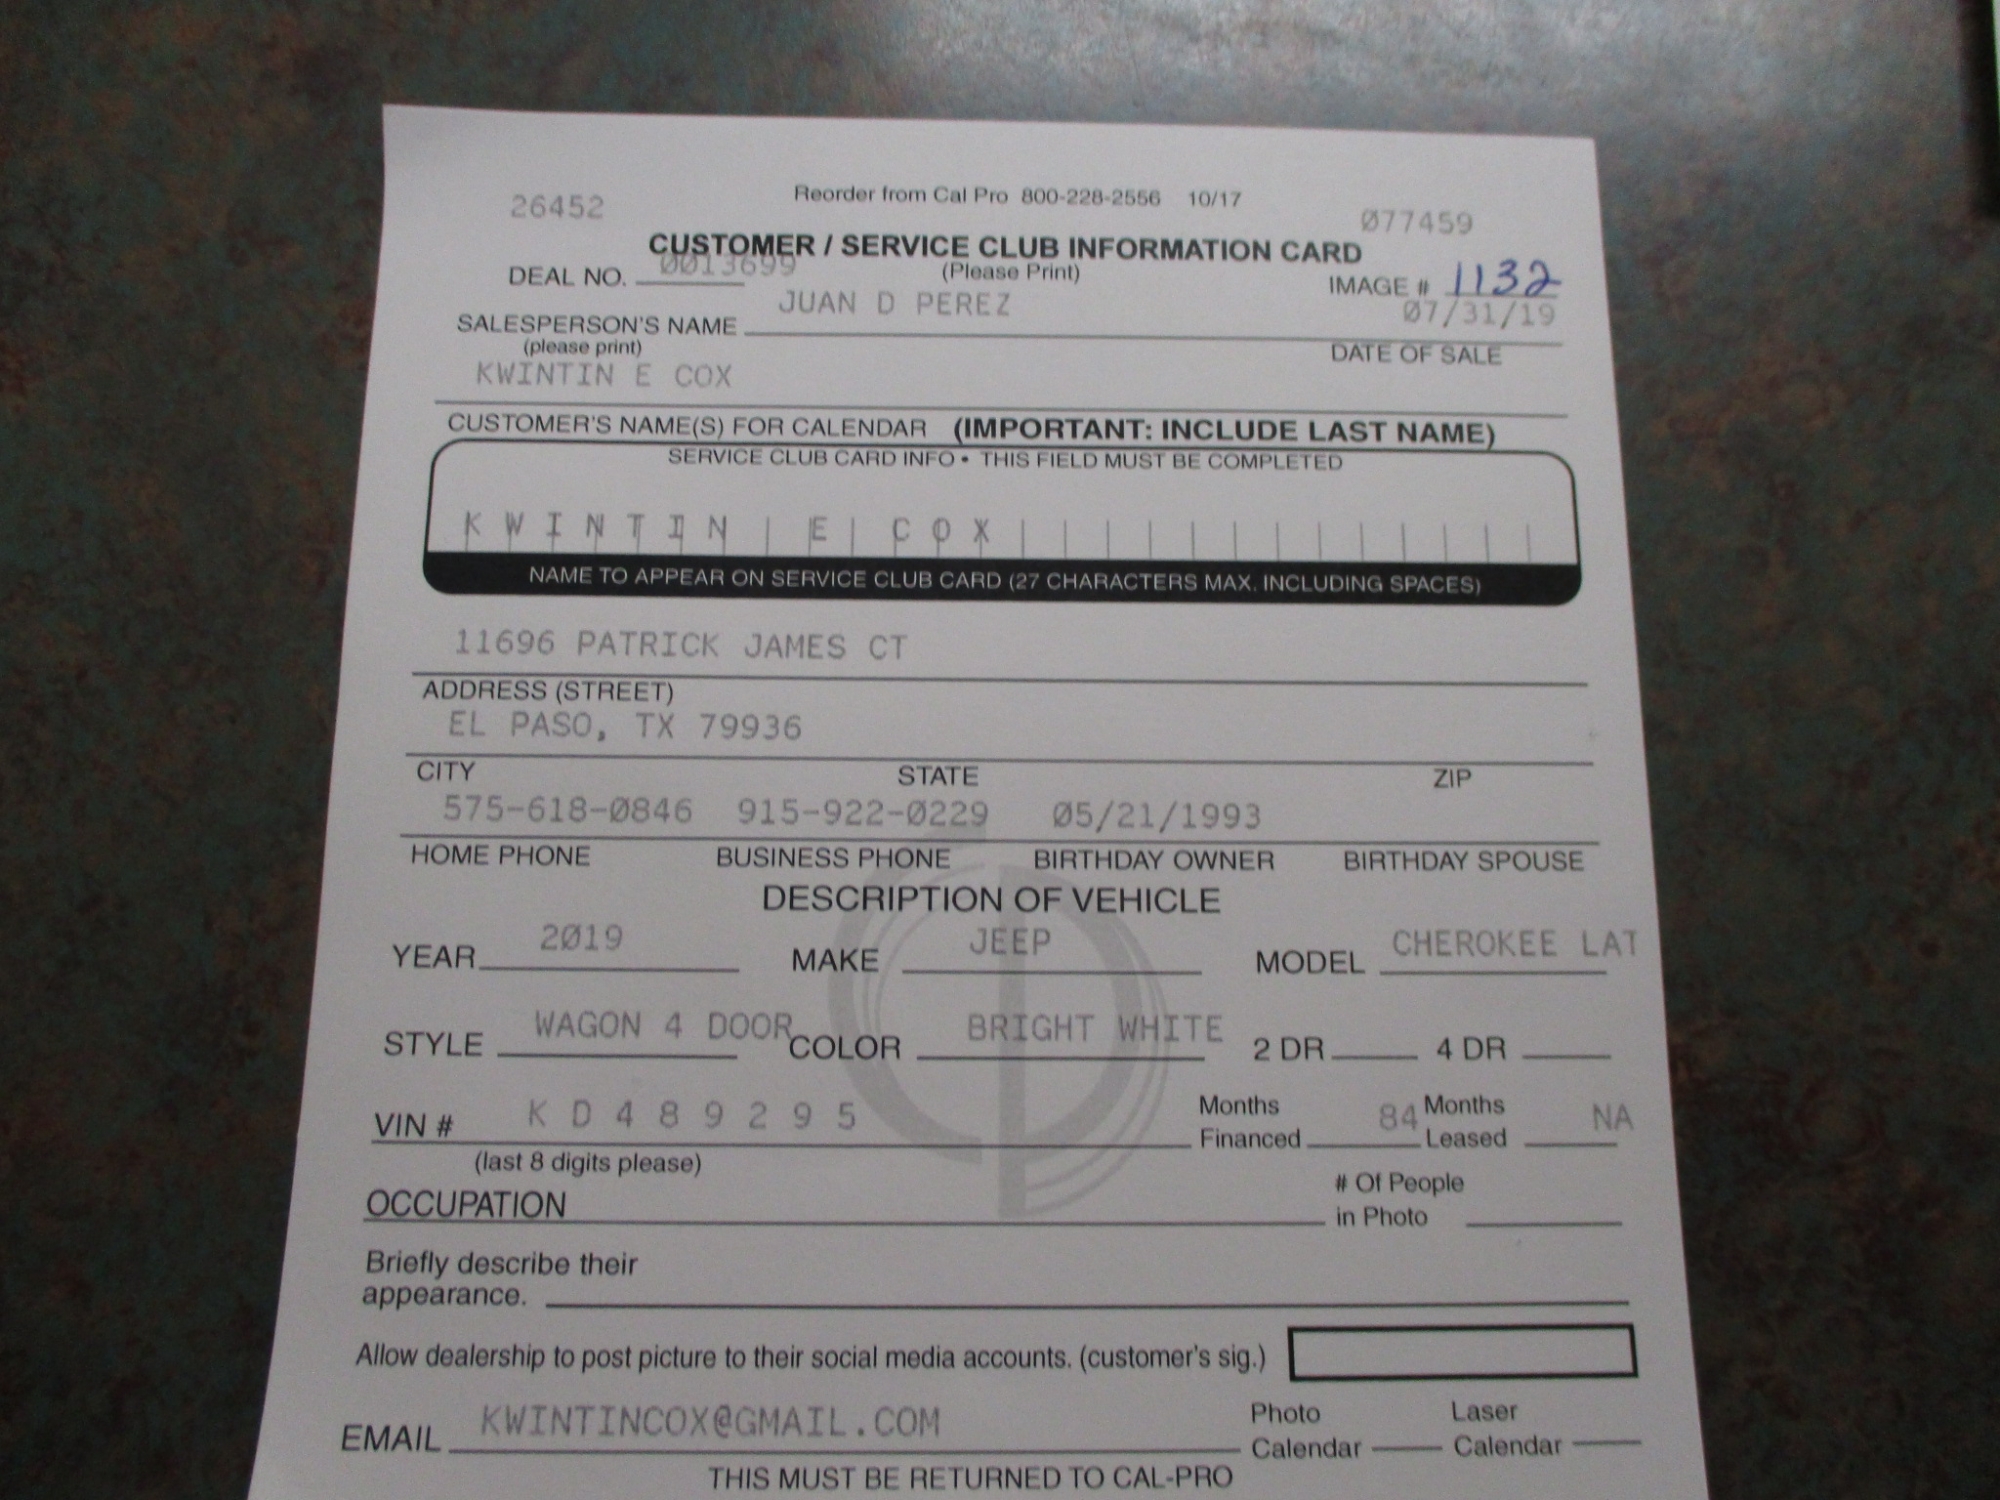 Reorder from Cal Pro 800-228-2556 10/17
26452 077459
CUSTOMER / SERVICE CLUB INFORMATION CARD
DEAL NO. 0013699 (Please Print) IMAGE # 1132
JUAN D PEREZ 07/31/19
SALESPERSON'S NAME DATE OF SALE
(please print)
KWINTIN E COX
CUSTOMER'S NAME(S) FOR CALENDAR (IMPORTANT: INCLUDE LAST NAME)
SERVICE CLUB CARD INFO • THIS FIELD MUST BE COMPLETED
K W I N T I N E C O X
NAME TO APPEAR ON SERVICE CLUB CARD (27 CHARACTERS MAX. INCLUDING SPACES)
11696 PATRICK JAMES CT
ADDRESS (STREET)
EL PASO, TX 79936
CITY STATE ZIP
575-618-0846 915-922-0229 05/21/1993
HOME PHONE BUSINESS PHONE BIRTHDAY OWNER BIRTHDAY SPOUSE
DESCRIPTION OF VEHICLE
YEAR 2019 MAKE JEEP MODEL CHEROKEE LAT
STYLE WAGON 4 DOOR COLOR BRIGHT WHITE 2 DR 4 DR
VIN # K D 4 8 9 2 9 5 Months Financed 84 Months Leased NA
(last 8 digits please)
OCCUPATION # Of People in Photo
Briefly describe their
appearance.
Allow dealership to post picture to their social media accounts. (customer's sig.)
EMAIL KWINTINCOX@GMAIL.COM Photo Calendar Laser Calendar
THIS MUST BE RETURNED TO CAL-PRO